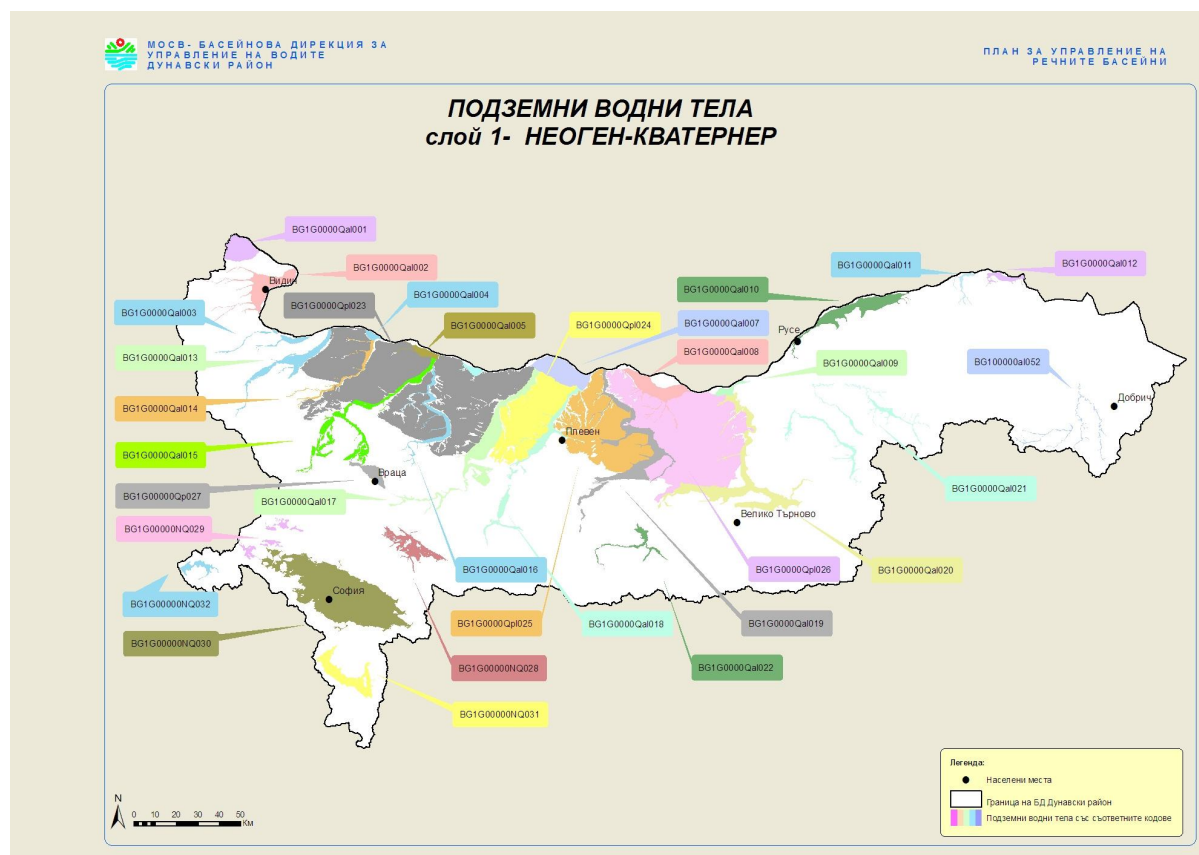 МОСВ- БАСЕЙНОВА ДИРЕКЦИЯ ЗА
УПРАВЛЕНИЕ НА ВОДИТЕ
ДУНАВСКИ РАЙОН
ПЛАН ЗА УПРАВЛЕНИЕ НА
РЕЧНИТЕ БАСЕЙНИ
ПОДЗЕМНИ ВОДНИ ТЕЛА
слой 1- НЕОГЕН-КВАТЕРНЕР
BG1G0000Qal001
BG1G0000Qal002
Видин
BG1G0000Qal011
BG1G0000Qal012
BG1G0000Qal010
BG1G0000Qal004
BG1G0000Qpl023
BG1G0000Qal003
BG1G0000Qal005
BG1G0000Qpl024
BG1G0000Qal007
Русе
BG1G0000Qal008
BG1G0000Qal013
BG1G0000Qal009
BG100000al052
BG1G0000Qal014
Добрич
Плевен
BG1G0000Qal015
Враца
BG1G00000Qp027
BG1G0000Qal017
BG1G0000Qal021
Велико Търново
BG1G00000NQ029
BG1G0000Qal016
BG1G0000Qpl026
BG1G0000Qal020
София
BG1G00000NQ032
BG1G0000Qpl025
BG1G0000Qal018
BG1G0000Qal019
BG1G00000NQ030
BG1G00000NQ028
BG1G0000Qal022
BG1G00000NQ031
Легенда:
Населени места
Граница на БД Дунавски район
Подземни водни тела със съответните кодове
N
0 10 20 30 40 50
Км